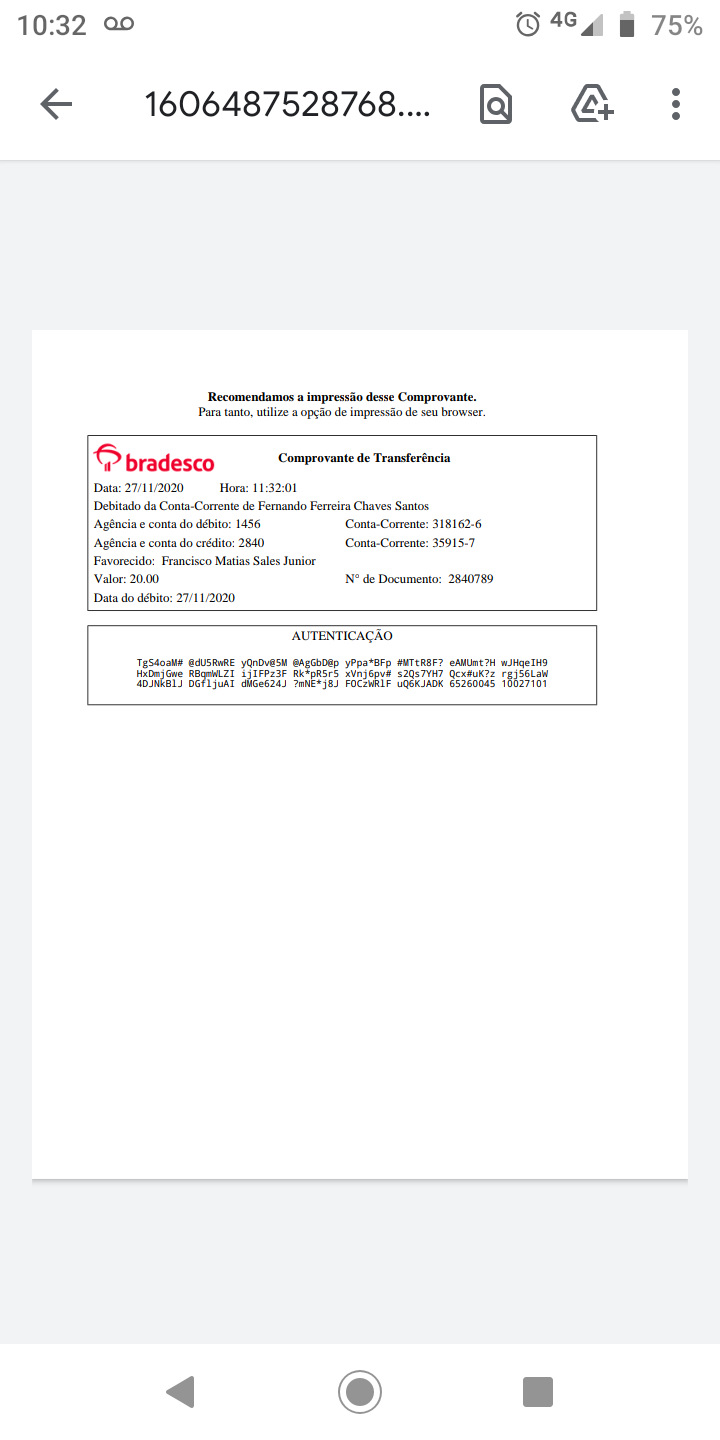 10:32 4G 75%
1606487528768....
Recomendamos a impressão desse Comprovante.
Para tanto, utilize a opção de impressão de seu browser.
bradesco Comprovante de Transferência
Data: 27/11/2020 Hora: 11:32:01
Debitado da Conta-Corrente de Fernando Ferreira Chaves Santos
Agência e conta do débito: 1456 Conta-Corrente: 318162-6
Agência e conta do crédito: 2840 Conta-Corrente: 35915-7
Favorecido: Francisco Matias Sales Junior
Valor: 20.00 N° de Documento: 2840789
Data do débito: 27/11/2020
AUTENTICAÇÃO
TgS4oaM# @dU5RwRE yQnDv@5M @AgGbD@p yPpa*BFp #MTtR8F? eAMUmt?H wJHqeIH9
HxDmjGwe RBqmWLZI ijIFPz3F Rk*pR5r5 xVnj6pv# s2Qs7YH7 Qcx#uK?z rgj56LaW
4DJNkBlJ DGfljuAI dMGe624J ?mNE*j8J FOCzWRlF uQ6KJADK 65260045 10027101